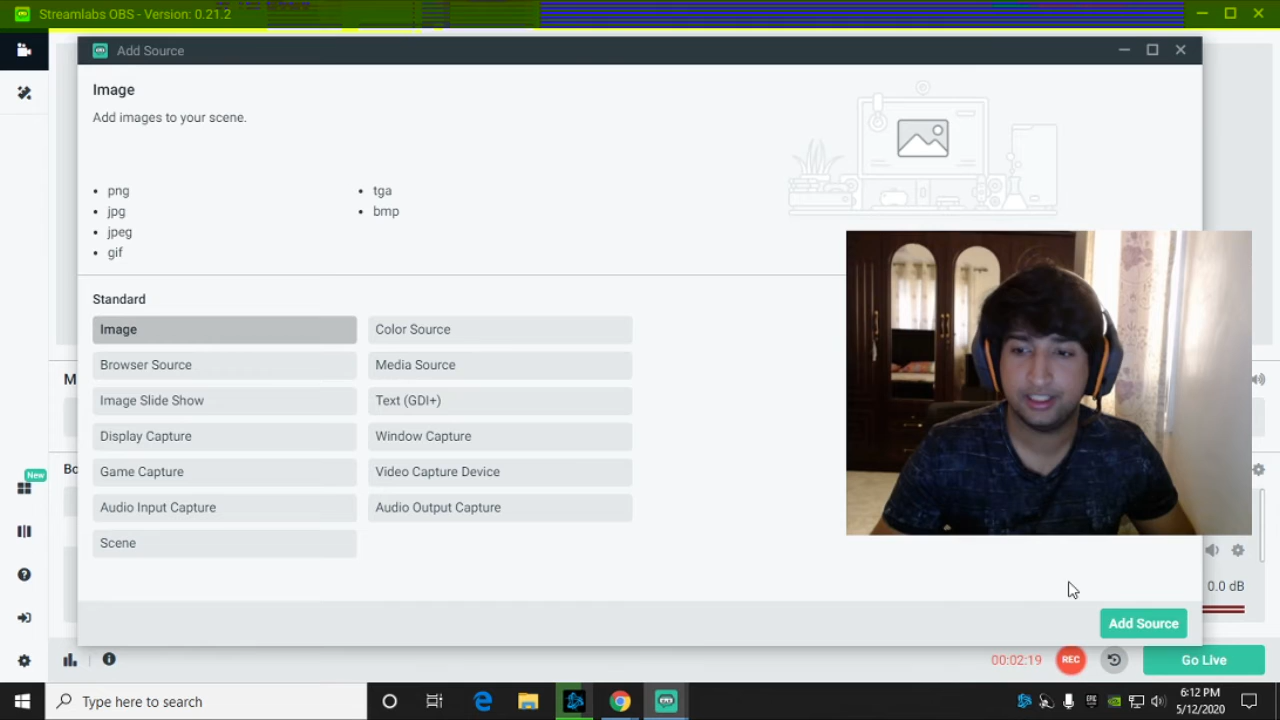 Streamlabs OBS - Version: 0.21.2
Add Source
Image
Add images to your scene.
png
jpg
jpeg
gif
tga
bmp
Standard
Image
Color Source
Browser Source
Media Source
Image Slide Show
Text (GDI+)
Display Capture
Window Capture
Game Capture
Video Capture Device
Audio Input Capture
Audio Output Capture
Scene
M
New
0.0 dB
Add Source
00:02:19
REC
Go Live
Type here to search
6:12 PM
5/12/2020